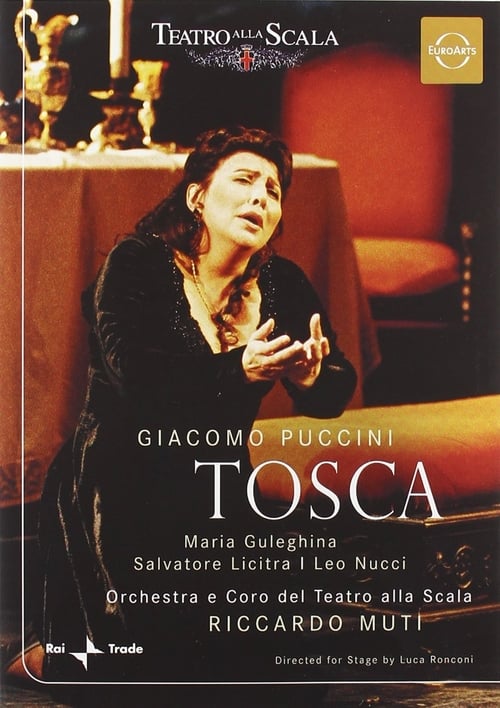 TEATRO ALLA SCALA
EUROARTS
GIACOMO PUCCINI
TOSCA
Maria Guleghina
Salvatore Licitra I Leo Nucci
Orchestra e Coro del Teatro alla Scala
RICCARDO MUTI
Rai Trade
Directed for Stage by Luca Ronconi